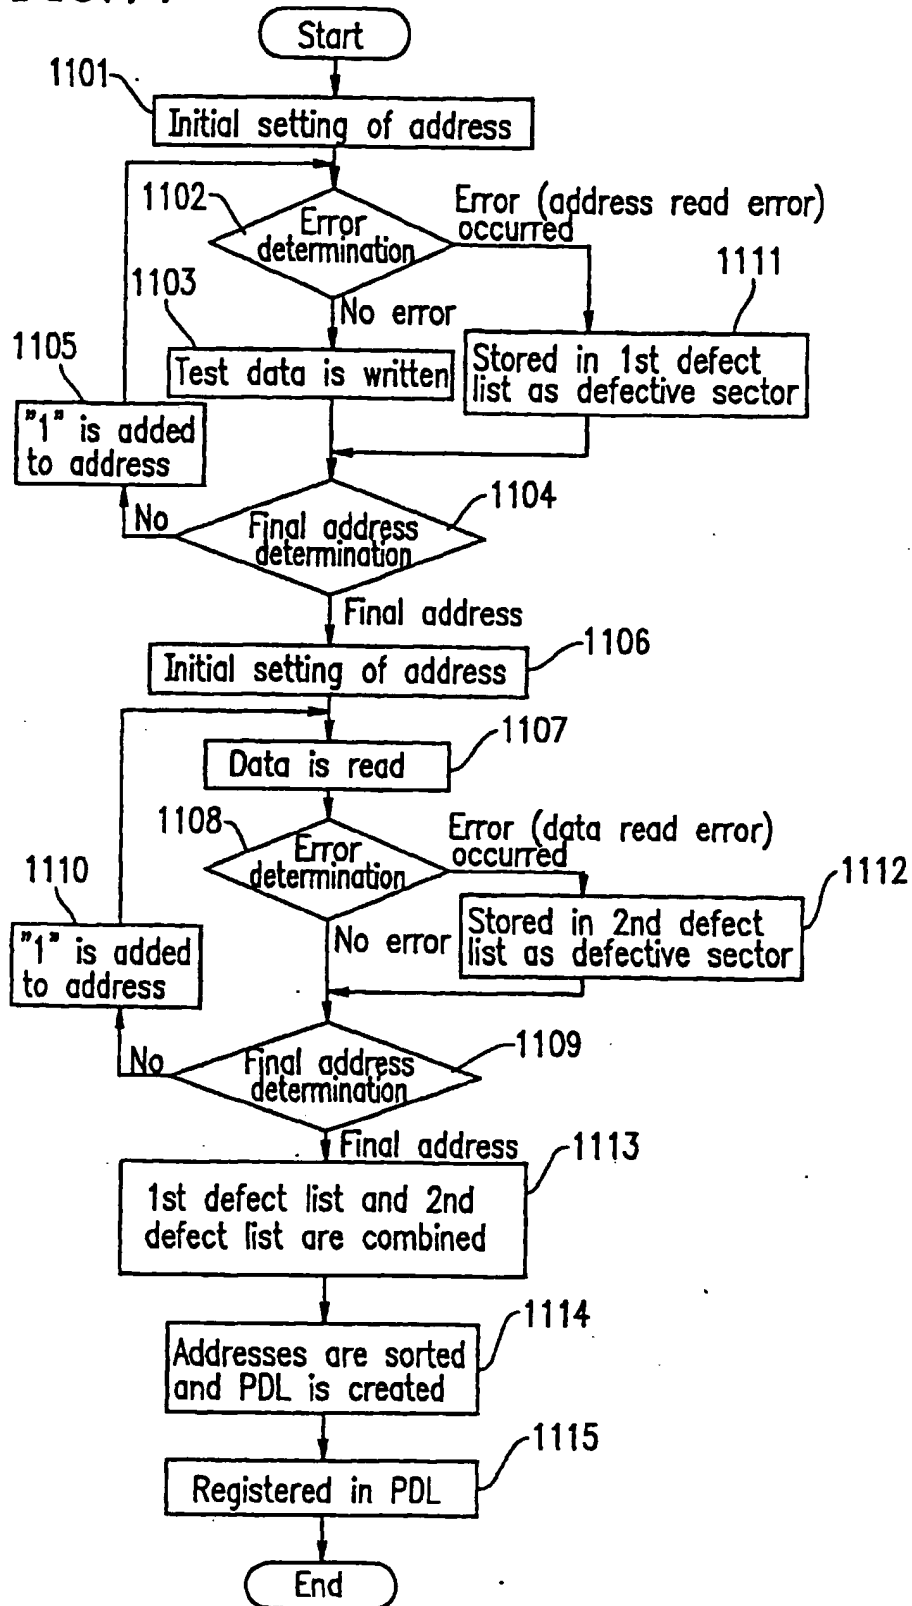 Start
1101
Initial setting of address
1102
Error
determination
Error (address read error)
occurred
1111
1103
No error
1105
Test data is written
Stored in 1st defect
list as defective sector
"1" is added
to address
1104
No
Final address
determination
Final address
1106
Initial setting of address
1107
Data is read
1108
Error
determination
Error (data read error)
occurred
1112
1110
No error
Stored in 2nd defect
list as defective sector
"1" is added
to address
1109
No
Final address
determination
Final address
1113
1st defect list and 2nd
defect list are combined
1114
Addresses are sorted
and PDL is created
1115
Registered in PDL
End